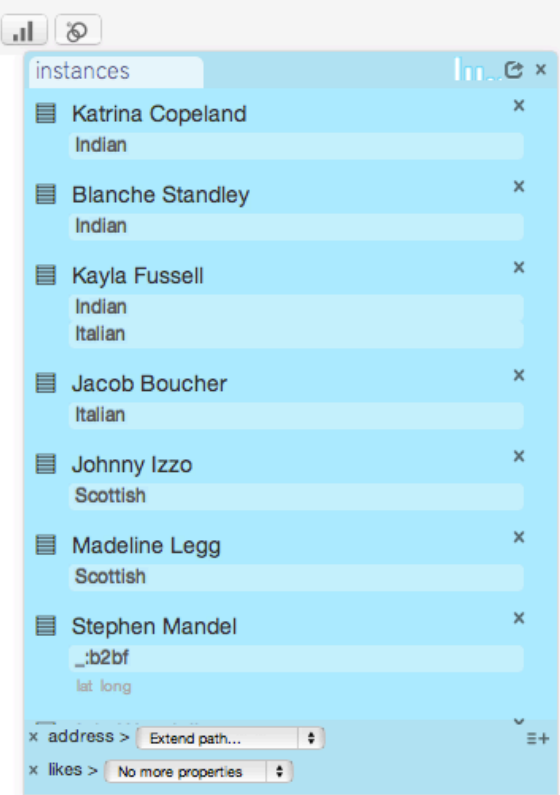 instances
Katrina Copeland
Indian
Blanche Standley
Indian
Kayla Fussell
Indian
Italian
Jacob Boucher
Italian
Johnny Izzo
Scottish
Madeline Legg
Scottish
Stephen Mandel
_:b2bf
lat long
× address > Extend path...
× likes > No more properties